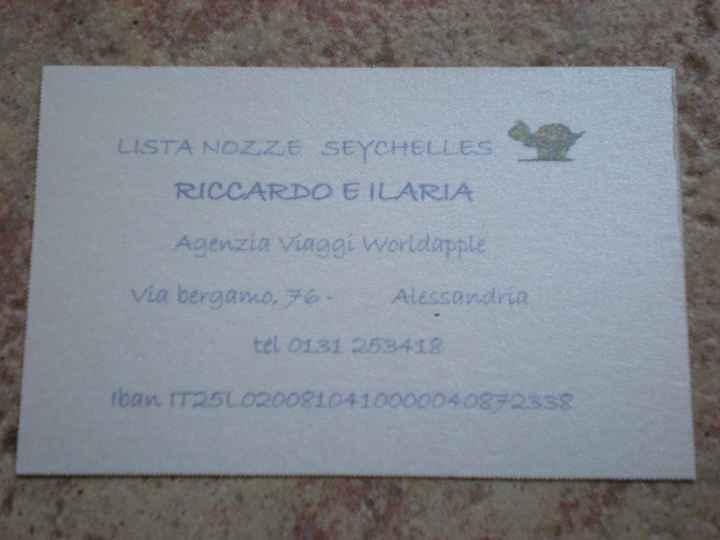 LISTA NOZZE SEYCHELLES
RICCARDO E ILARIA
Agenzia Viaggi Worldapple
Via bergamo, 76 - Alessandria
tel 0131 253418
Iban IT25L0200810410000040872338